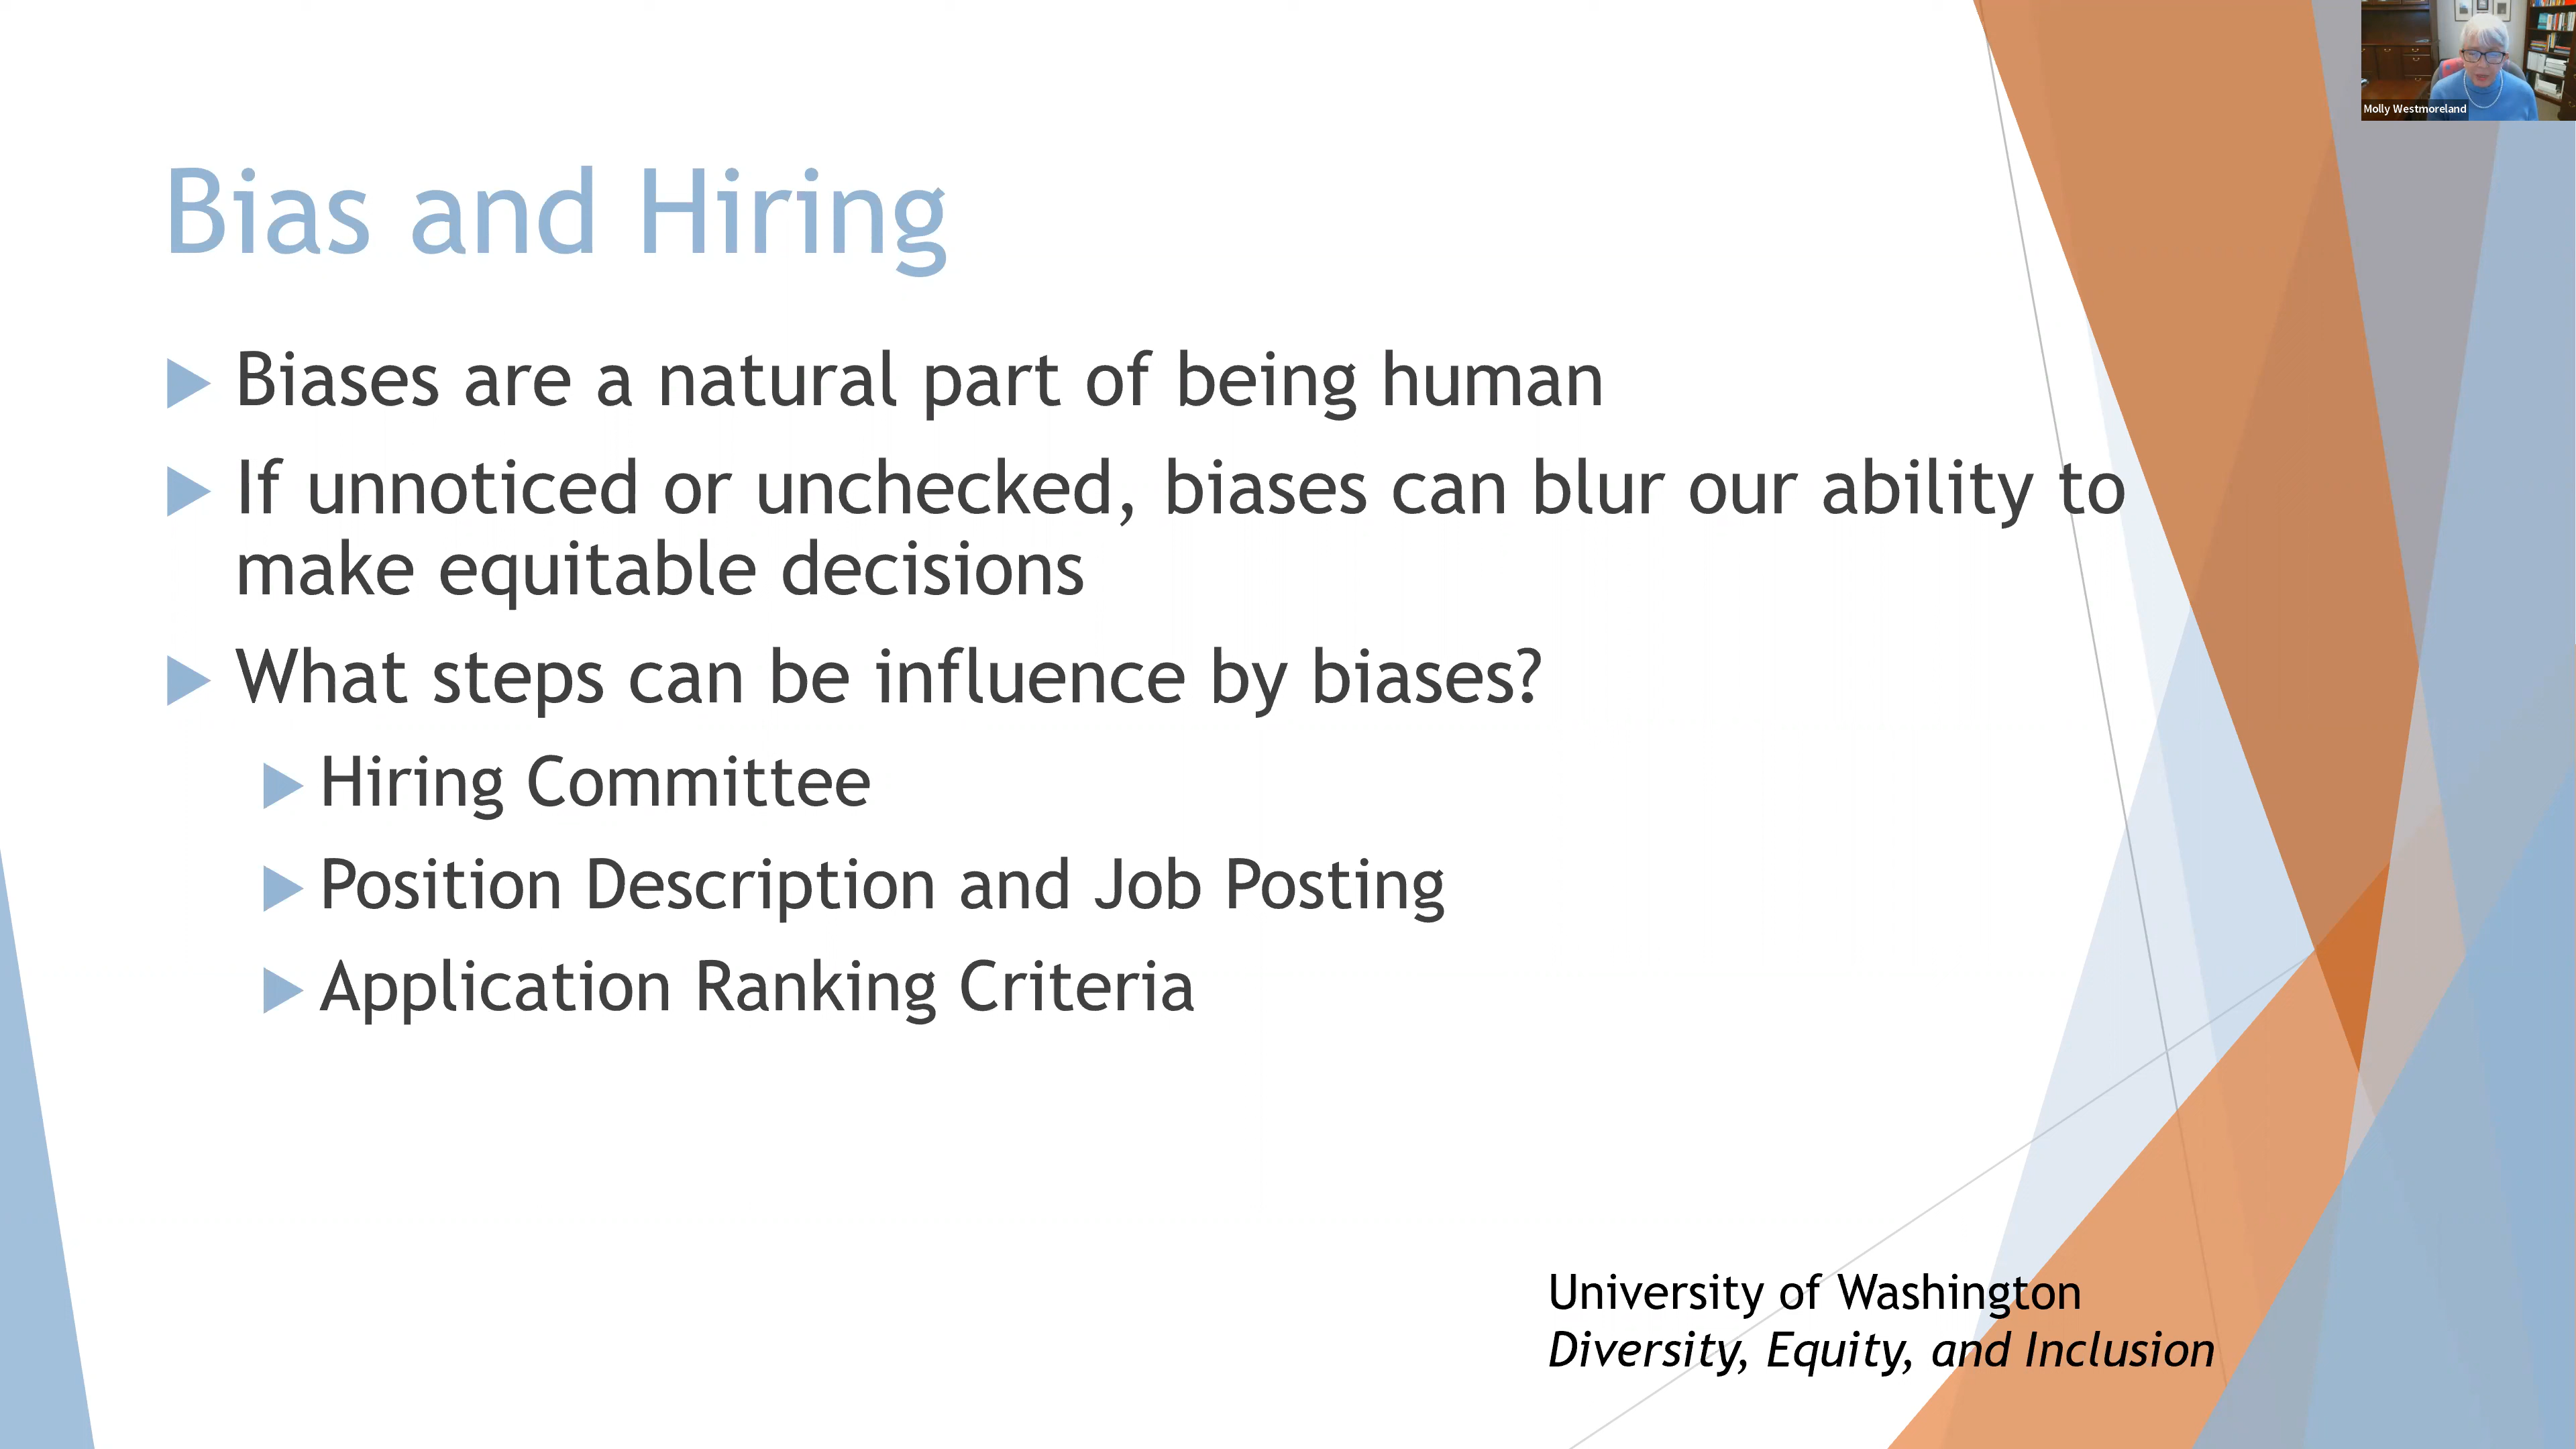 Molly Westmoreland
Bias and Hiring
Biases are a natural part of being human
If unnoticed or unchecked, biases can blur our ability to
make equitable decisions
What steps can be influence by biases?
Hiring Committee
Position Description and Job Posting
Application Ranking Criteria
University of Washington
Diversity, Equity, and Inclusion